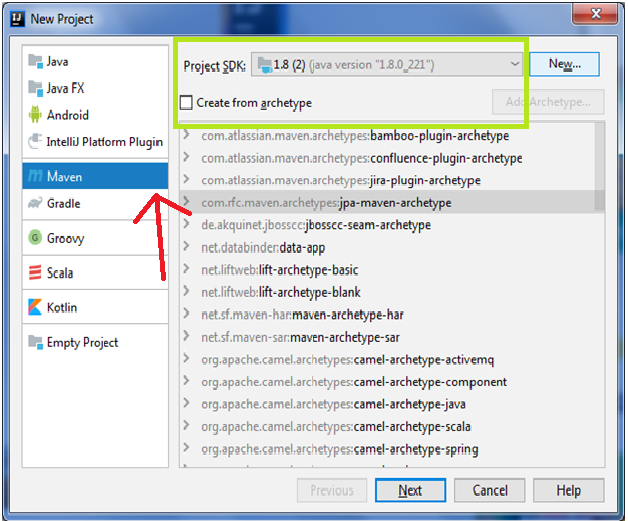 New Project
Java
Java FX
Android
IntelliJ Platform Plugin
Maven
Gradle
Groovy
Scala
Kotlin
Empty Project
Project SDK: 1.8 (2) (java version "1.8.0_221") New...
Create from archetype Add Archetype...
com.atlassian.maven.archetypes:bamboo-plugin-archetype
com.atlassian.maven.archetypes:confluence-plugin-archetype
com.atlassian.maven.archetypes:jira-plugin-archetype
com.rfc.maven.archetypes:jpa-maven-archetype
de.akquinet.jbosscc:jbosscc-seam-archetype
net.databinder:data-app
net.liftweb:lift-archetype-basic
net.liftweb:lift-archetype-blank
net.sf.maven-har:maven-archetype-har
net.sf.maven-sar:maven-archetype-sar
org.apache.camel.archetypes:camel-archetype-activemq
org.apache.camel.archetypes:camel-archetype-component
org.apache.camel.archetypes:camel-archetype-java
org.apache.camel.archetypes:camel-archetype-scala
org.apache.camel.archetypes:camel-archetype-spring
Previous Next Cancel Help